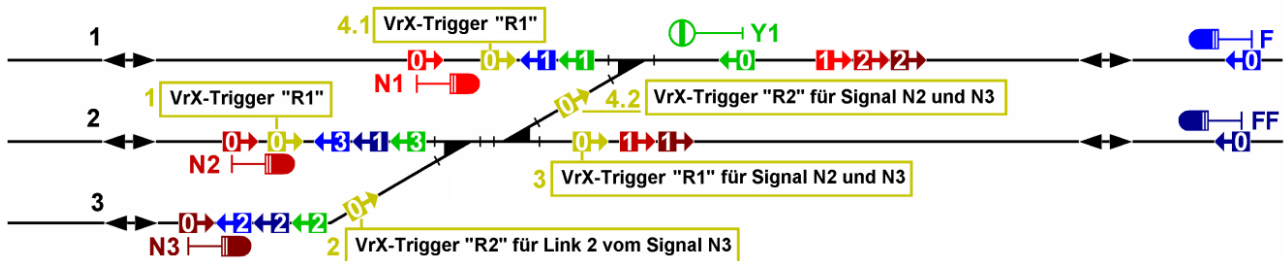 4.1 VrX-Trigger "R1"
Y1
F
1 0 0 1 1 0 1 2 2 0
N1
1 VrX-Trigger "R1"
0 4.2 VrX-Trigger "R2" für Signal N2 und N3
FF
2 0 0 3 1 3 0 1 1 0
N2
3 VrX-Trigger "R1" für Signal N2 und N3
3 0 2 2 2 0
N3
2 VrX-Trigger "R2" für Link 2 vom Signal N3